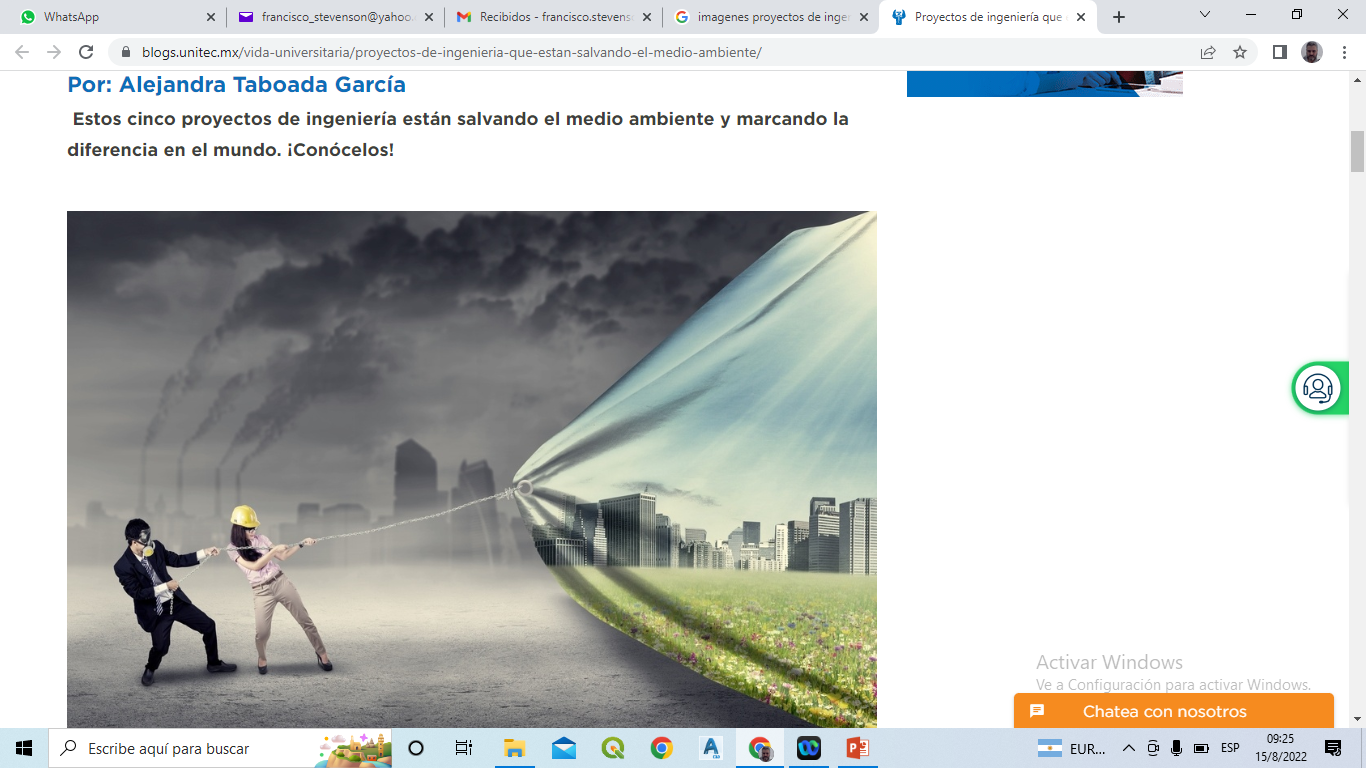 WhatsApp
francisco_stevenson@yahoo.
Recibidos - francisco.stevens
imagenes proyectos de inger
Proyectos de ingeniería que
blogs.unitec.mx/vida-universitaria/proyectos-de-ingenieria-que-estan-salvando-el-medio-ambiente/
Por: Alejandra Taboada García
Estos cinco proyectos de ingeniería están salvando el medio ambiente y marcando la
diferencia en el mundo. ¡Conócelos!
Activar Windows
Ve a Configuración para activar Windows.
Chatea con nosotros
Escribe aquí para buscar
EUR...
ESP
09:25
15/8/2022